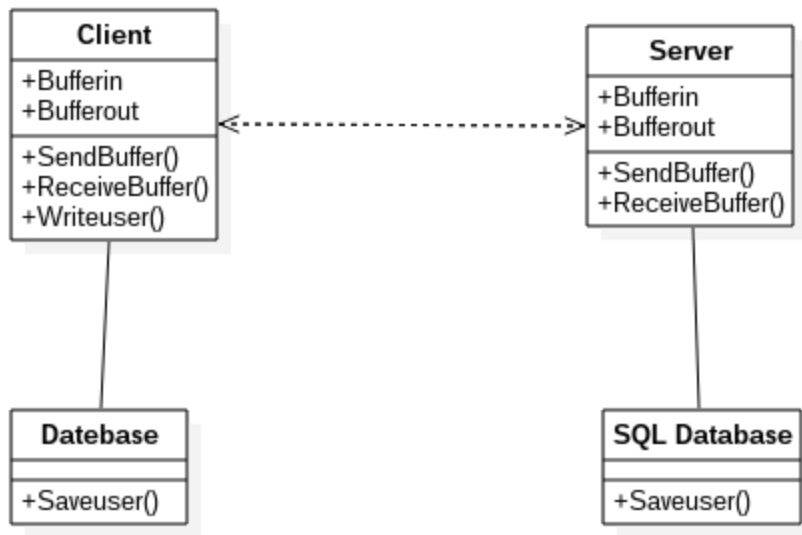 Client
+Bufferin
+Bufferout
+SendBuffer()
+ReceiveBuffer()
+Writeuser()
Server
+Bufferin
+Bufferout
+SendBuffer()
+ReceiveBuffer()
Datebase
+Saveuser()
SQL Database
+Saveuser()